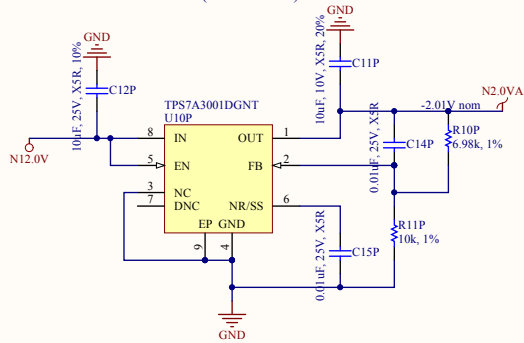 GND
GND
10uF, 25V, X5R, 10%
C12P
10uF, 10V, X5R, 20%
C11P
N2.0VA
TPS7A3001DGNT
U10P
-2.01V nom
N12.0V
8 IN OUT 1
5 EN FB 2
3 NC
7 DNC NR/SS 6
EP GND
9 4
0.01uF, 25V, X5R
C14P
R10P
6.98k, 1%
R11P
10k, 1%
0.01uF, 25V, X5R
C15P
GND